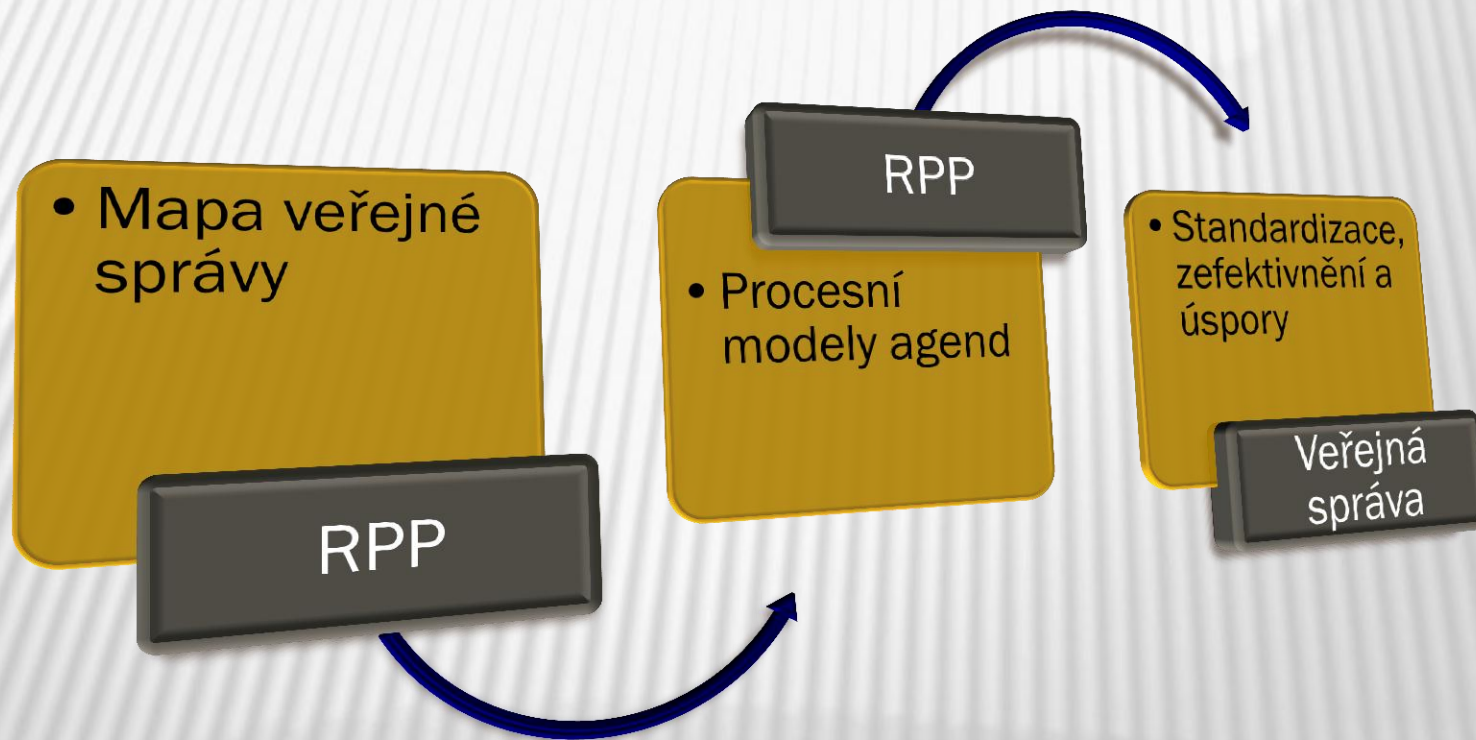 • Mapa veřejné
správy
RPP
RPP
• Procesní
modely agend
• Standardizace,
zefektivnění a
úspory
Veřejná
správa